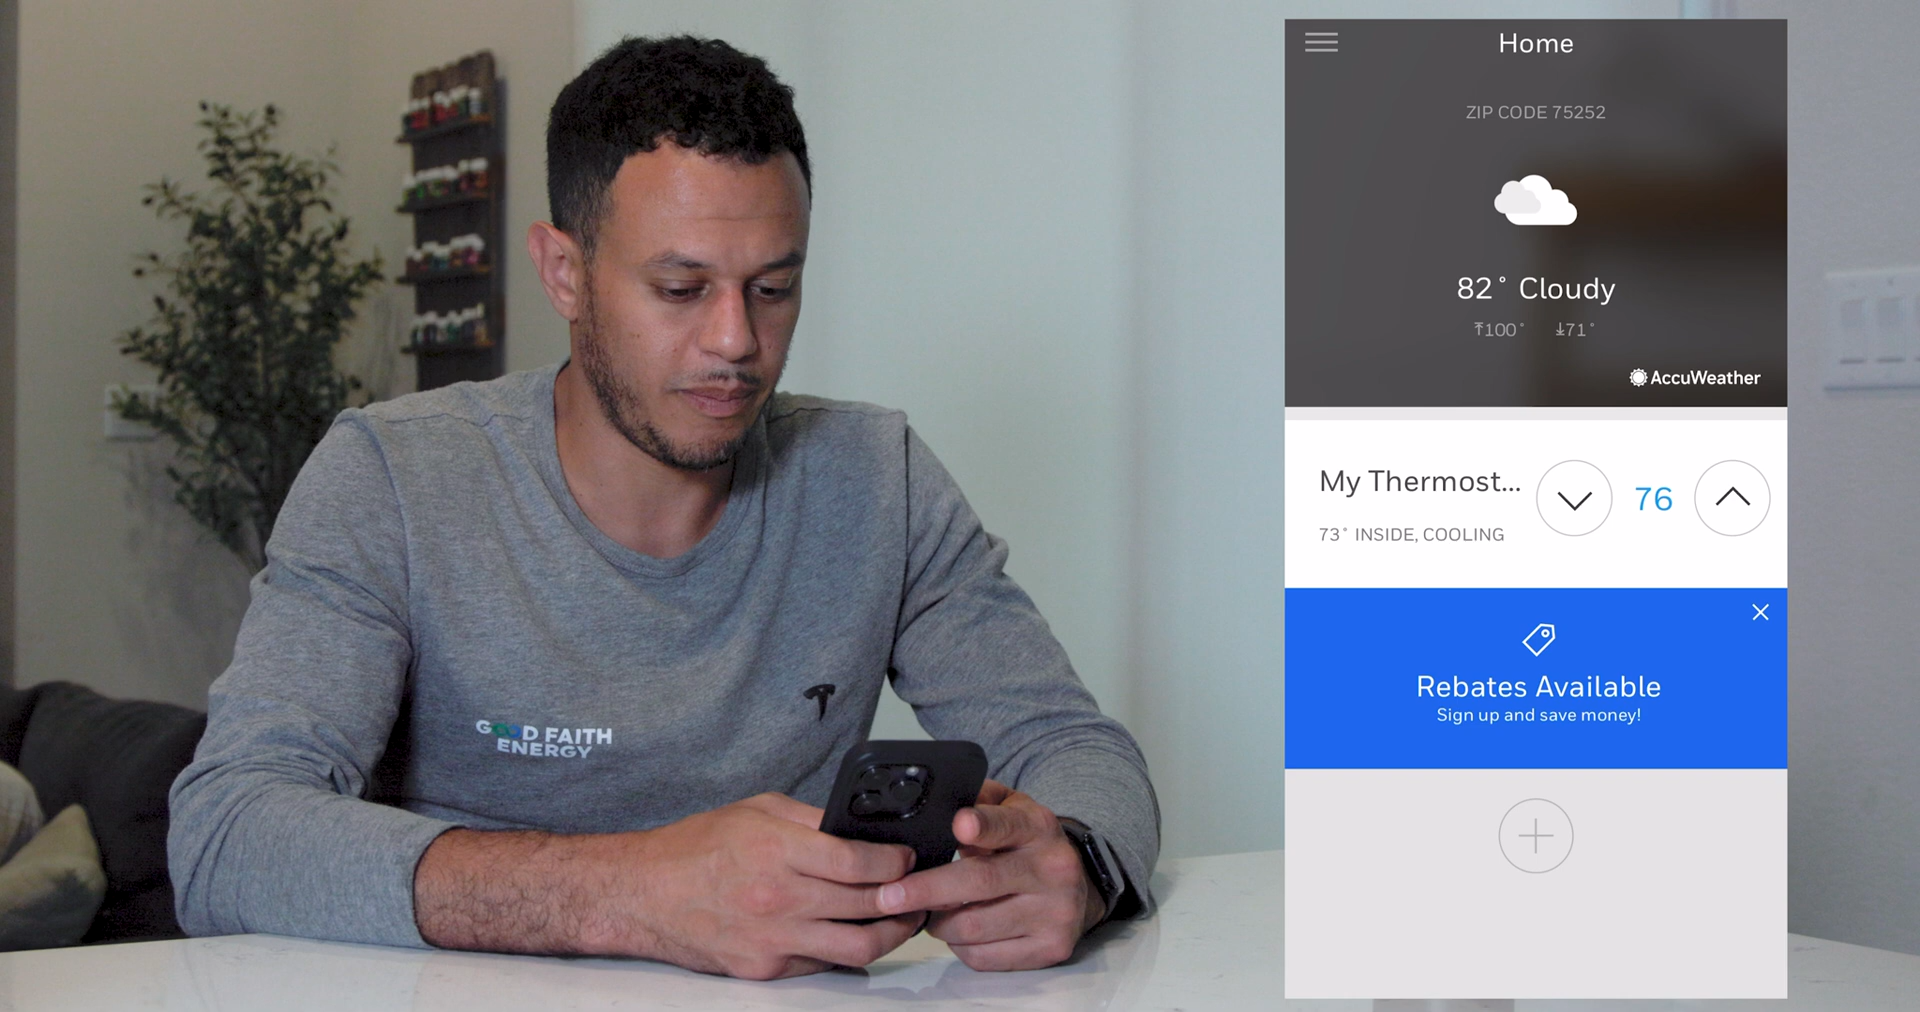 GOOD FAITH
ENERGY
Home
ZIP CODE 75252
82° Cloudy
100° 71°
AccuWeather
My Thermost...
76
73° INSIDE, COOLING
Rebates Available
Sign up and save money!